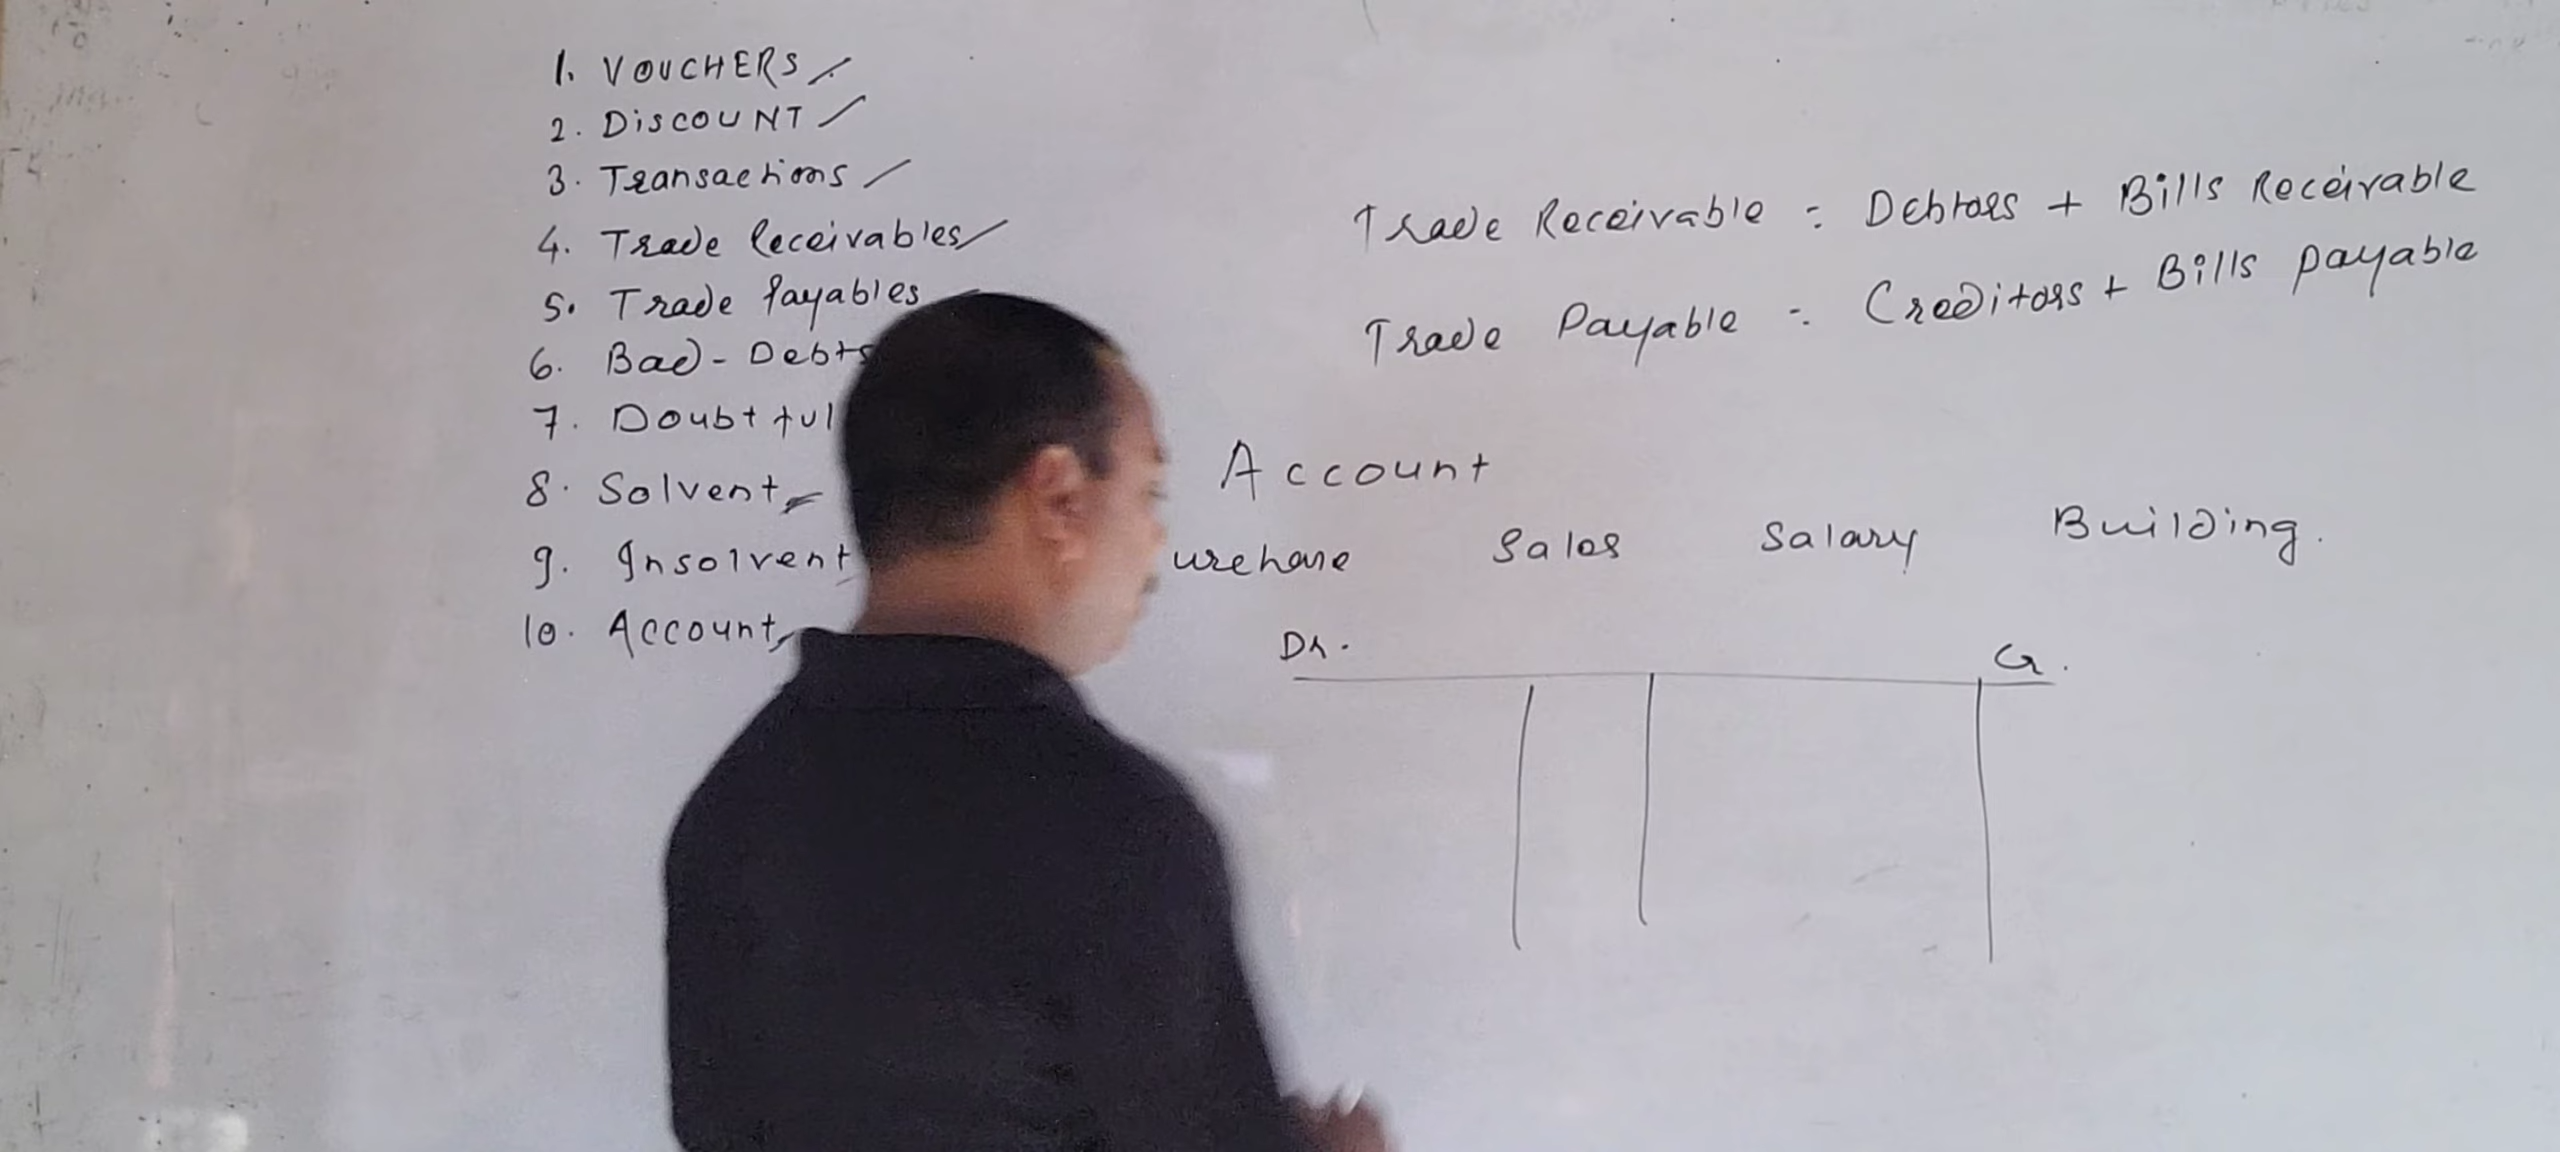 1. VOUCHERS
2. DISCOUNT
3. Transactions
4. Trade Receivables
5. Trade Payables
6. Bad-Debts
7. Doubtful
8. Solvent
9. Insolvent
10. Account
Trade Receivable = Debtors + Bills Receivable
Trade Payable = Creditors + Bills Payable
Account
urchase Sales Salary Building.
Dr. Cr.